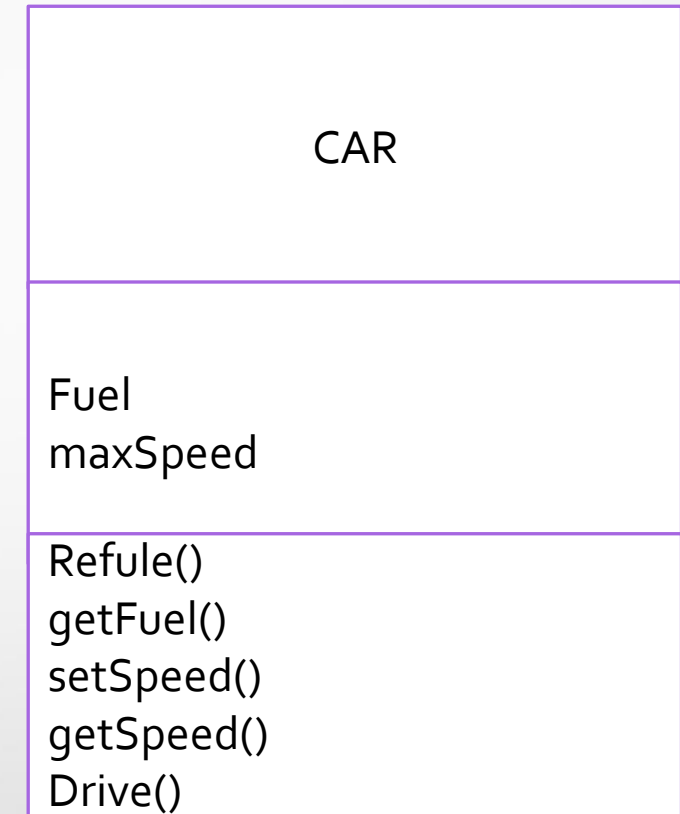 CAR
Fuel
maxSpeed
Refule()
getFuel()
setSpeed()
getSpeed()
Drive()